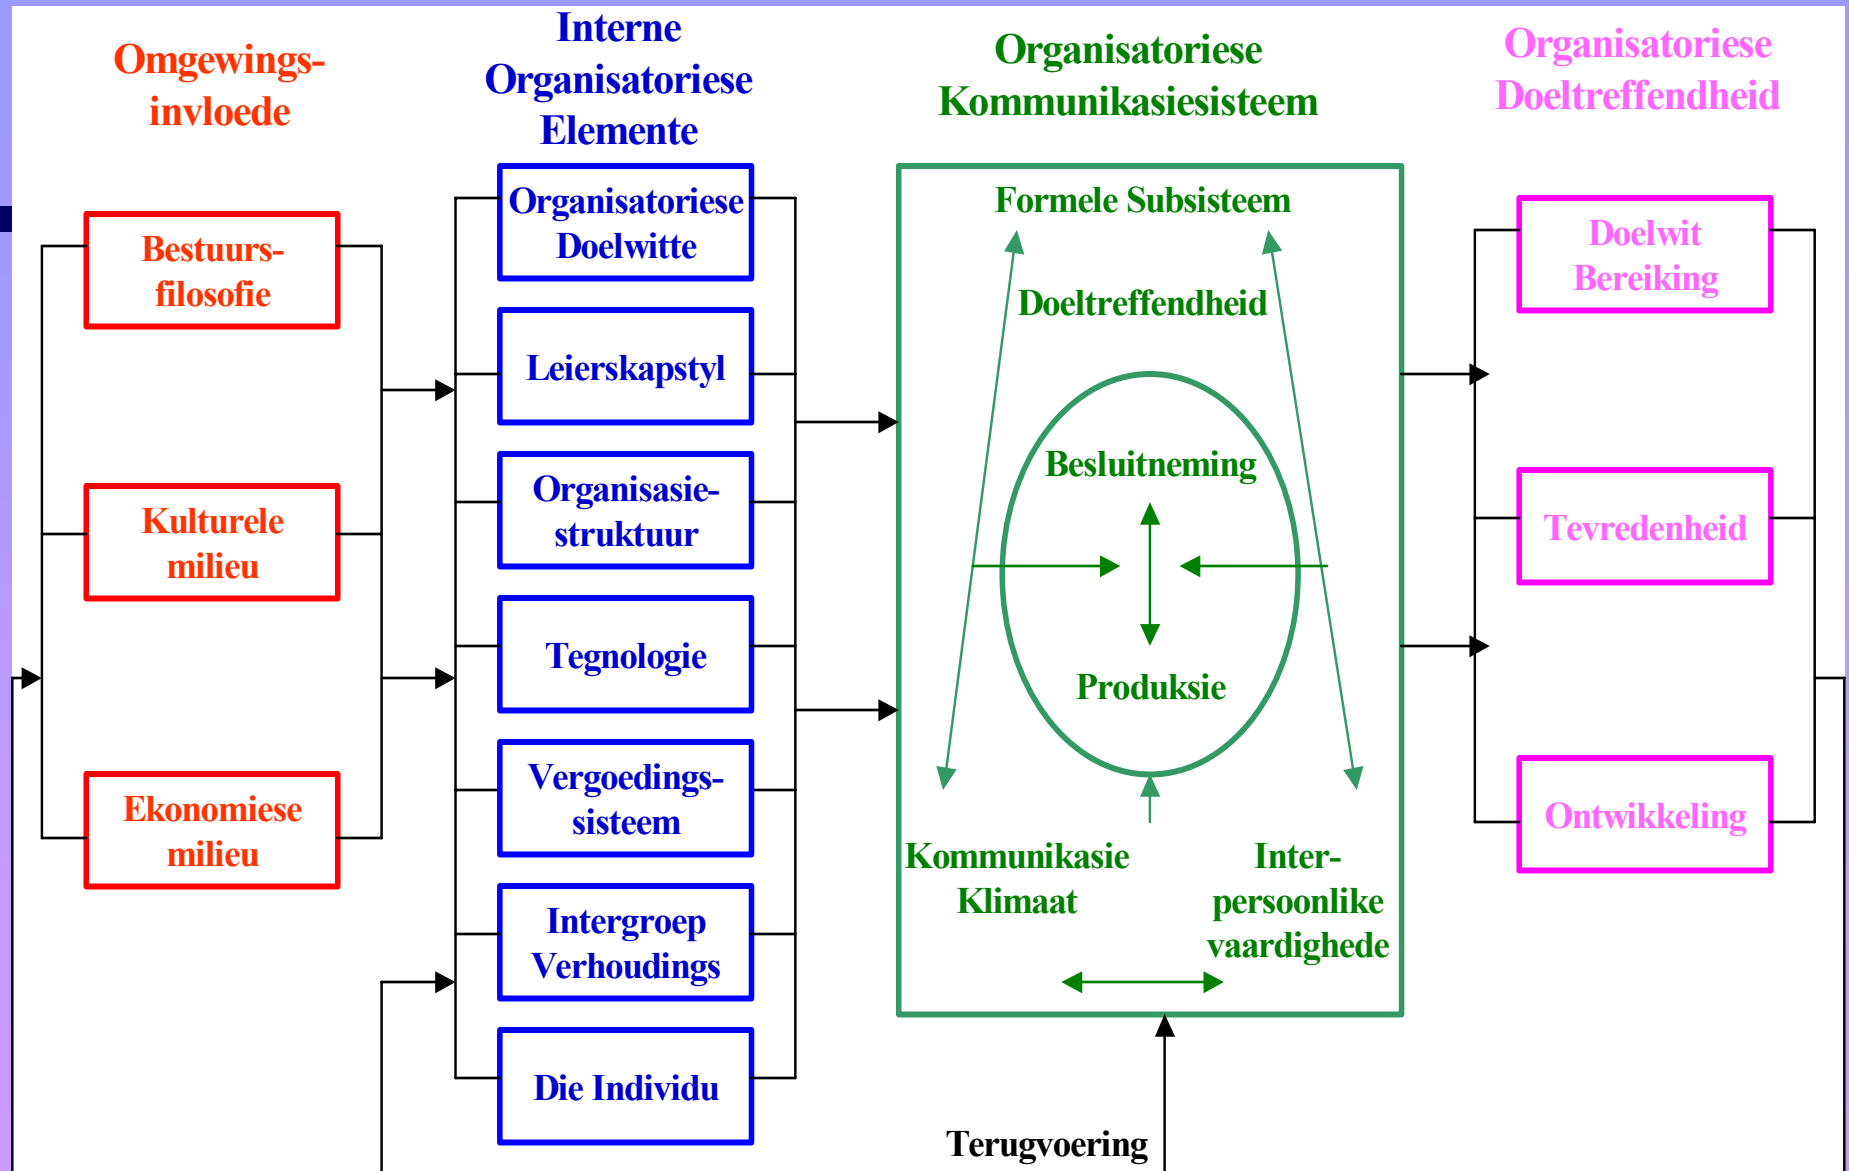 Omgewings-
invloede
Interne
Organisatoriese
Elemente
Organisatoriese
Kommunikasiesisteem
Organisatoriese
Doeltreffendheid
Bestuurs-
filosofie
Kulturele
milieu
Ekonomiese
milieu
Organisatoriese
Doelwitte
Leierskapstyl
Organisasie-
struktuur
Tegnologie
Vergoedings-
sisteem
Intergroep
Verhoudings
Die Individu
Formele Subsisteem
Doeltreffendheid
Besluitneming
Produksie
Kommunikasie
Klimaat
Inter-
persoonlike
vaardighede
Doelwit
Bereiking
Tevredenheid
Ontwikkeling
Terugvoering